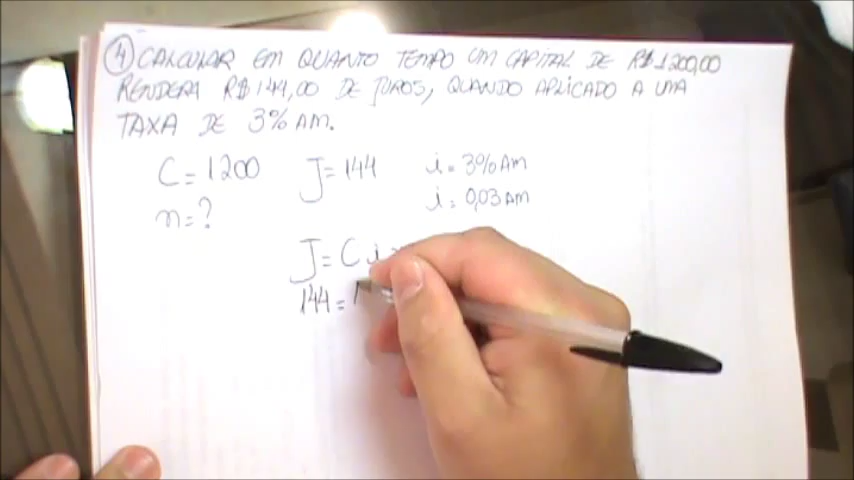 4 CALCULAR EM QUANTO TEMPO UM CAPITAL DE R$1200,00
RENDERÁ R$144,00 DE JUROS, QUANDO APLICADO A UMA
TAXA DE 3% AM.
C = 1200 J = 144 i = 3% AM
n = ? i = 0,03 AM
J = C i
144 =